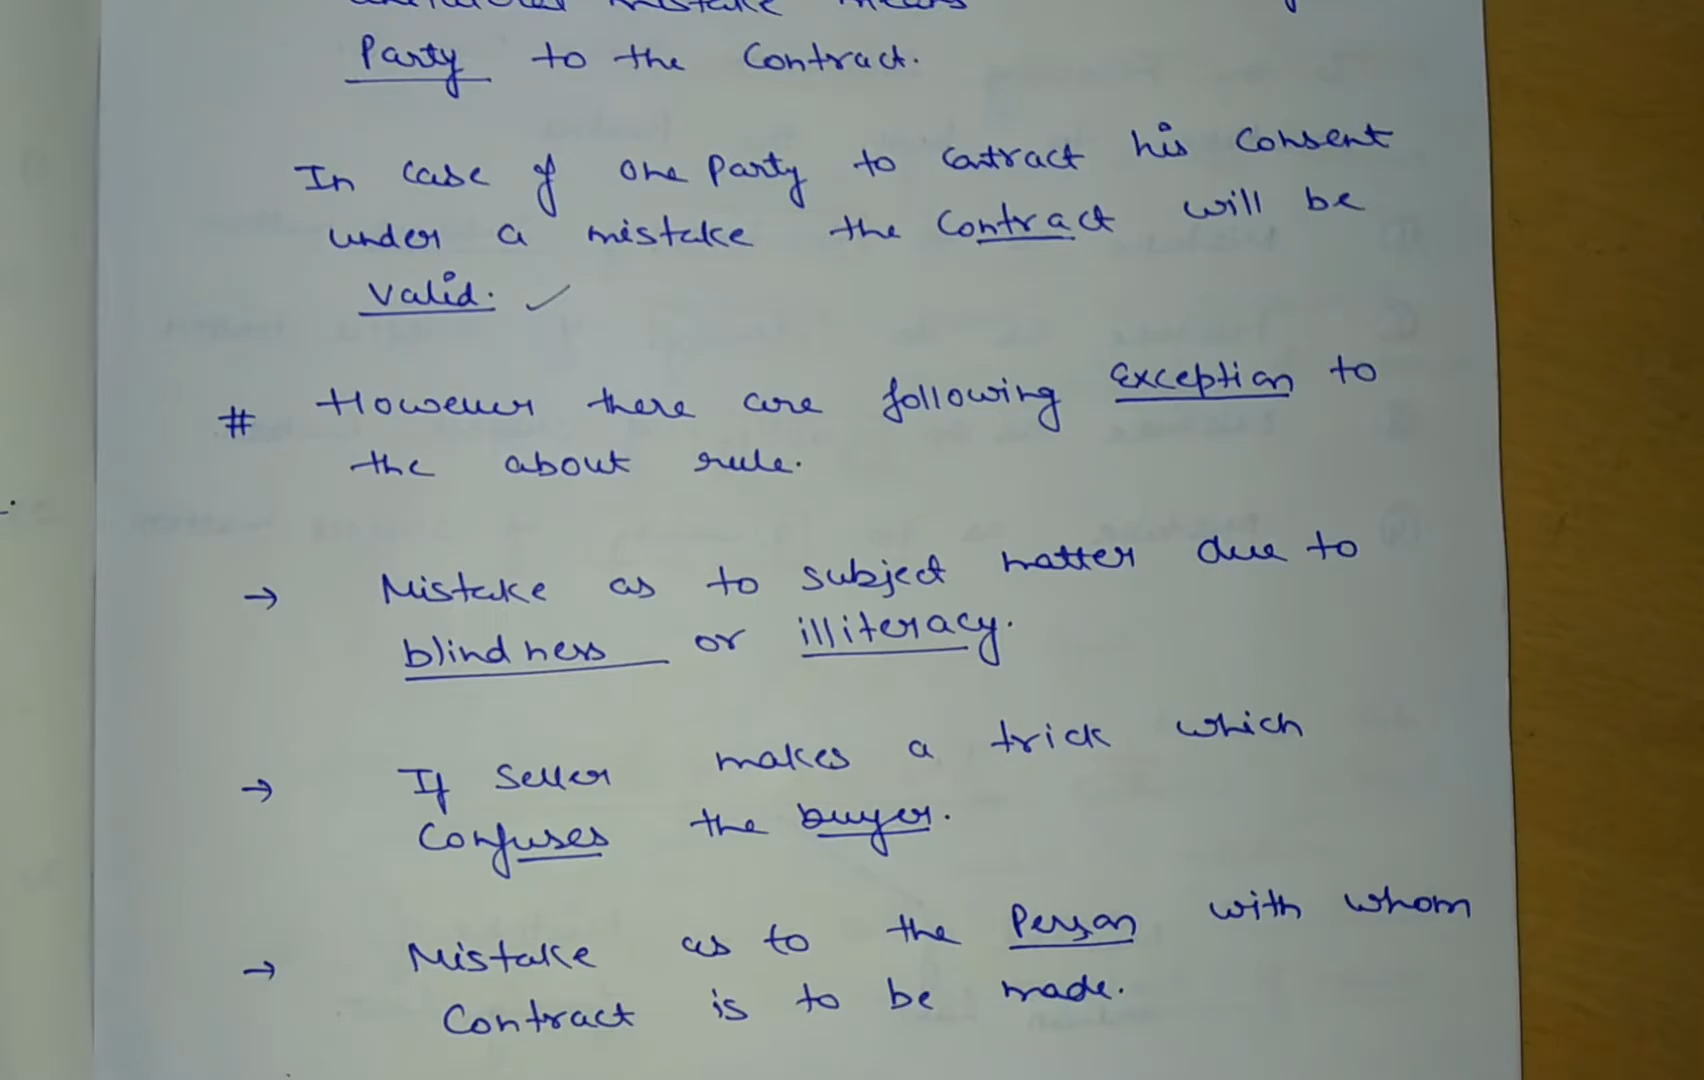 mistake means
Party to the Contract.
In case of one Party to contract his consent
under a mistake the contract will be
valid. ✓
# However there are following Exception to
the about rule.
→ Mistake as to subject matter due to
blindness or illiteracy.
→ If seller makes a trick which
confuses the buyer.
→ Mistake as to the Person with whom
Contract is to be made.